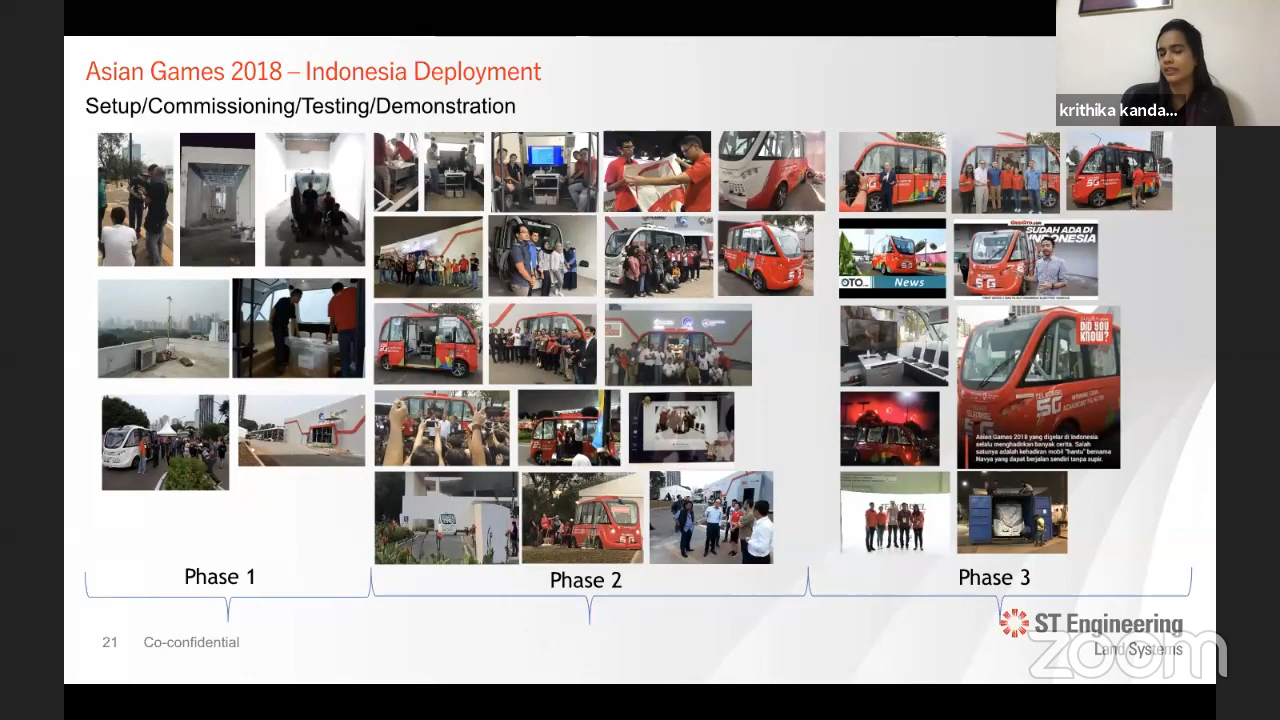 Asian Games 2018 – Indonesia Deployment
Setup/Commissioning/Testing/Demonstration
krithika kanda...
5G
5G
OTO
News
SUDAH ADA DI
INDONESIA
DID YOU
KNOW?
TELKOMSEL
5G
Asian Games 2018 yang digelar di Indonesia
selalu menghadirkan banyak cerita. Salah
satunya adalah kehadiran mobil "hantu" bernama
Navya yang dapat berjalan sendiri tanpa supir.
Phase 1
Phase 2
Phase 3
21
Co-confidential
ST Engineering
Land Systems
zoom